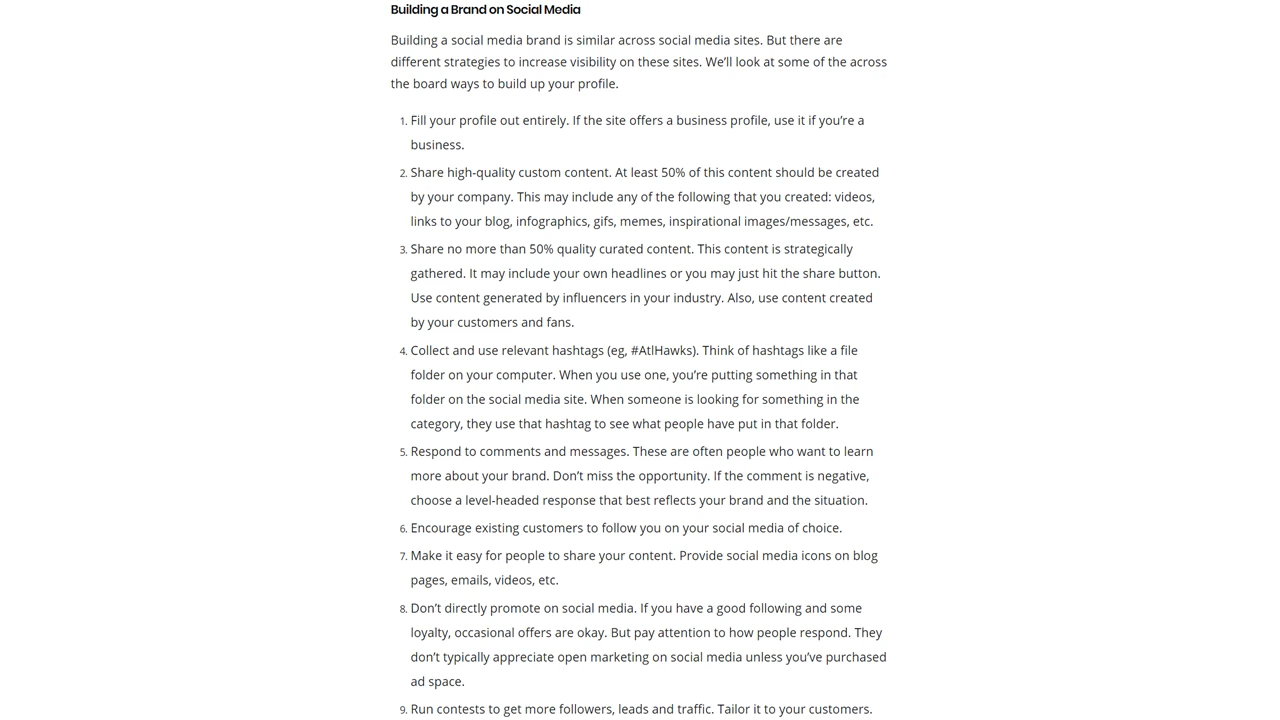 Building a Brand on Social Media
Building a social media brand is similar across social media sites. But there are
different strategies to increase visibility on these sites. We'll look at some of the across
the board ways to build up your profile.
1. Fill your profile out entirely. If the site offers a business profile, use it if you're a
business.
2. Share high-quality custom content. At least 50% of this content should be created
by your company. This may include any of the following that you created: videos,
links to your blog, infographics, gifs, memes, inspirational images/messages, etc.
3. Share no more than 50% quality curated content. This content is strategically
gathered. It may include your own headlines or you may just hit the share button.
Use content generated by influencers in your industry. Also, use content created
by your customers and fans.
4. Collect and use relevant hashtags (eg, #AtlHawks). Think of hashtags like a file
folder on your computer. When you use one, you're putting something in that
folder on the social media site. When someone is looking for something in the
category, they use that hashtag to see what people have put in that folder.
5. Respond to comments and messages. These are often people who want to learn
more about your brand. Don't miss the opportunity. If the comment is negative,
choose a level-headed response that best reflects your brand and the situation.
6. Encourage existing customers to follow you on your social media of choice.
7. Make it easy for people to share your content. Provide social media icons on blog
pages, emails, videos, etc.
8. Don't directly promote on social media. If you have a good following and some
loyalty, occasional offers are okay. But pay attention to how people respond. They
don't typically appreciate open marketing on social media unless you've purchased
ad space.
9. Run contests to get more followers, leads and traffic. Tailor it to your customers.